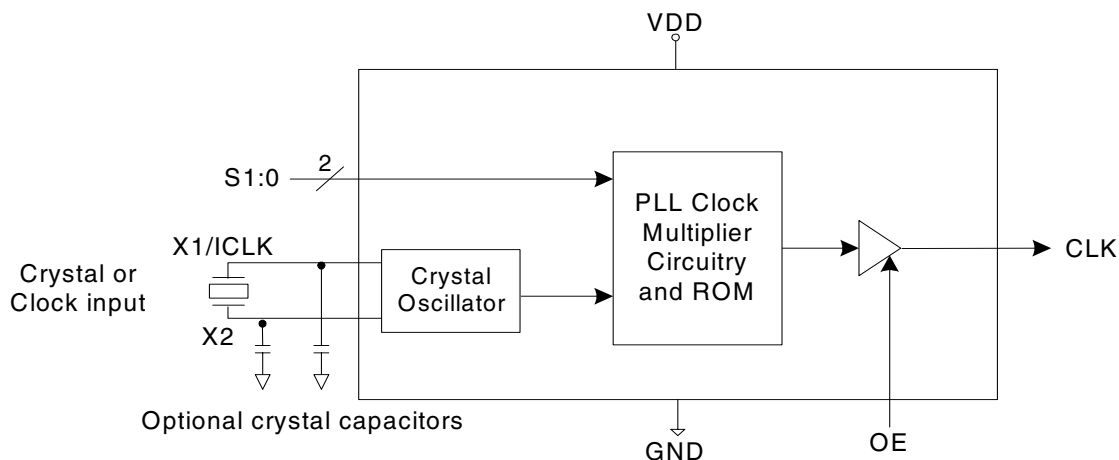 VDD
2
S1:0
PLL Clock
Multiplier
Circuitry
and ROM
X1/ICLK
CLK
Crystal or
Clock input
Crystal
Oscillator
X2
Optional crystal capacitors
GND
OE